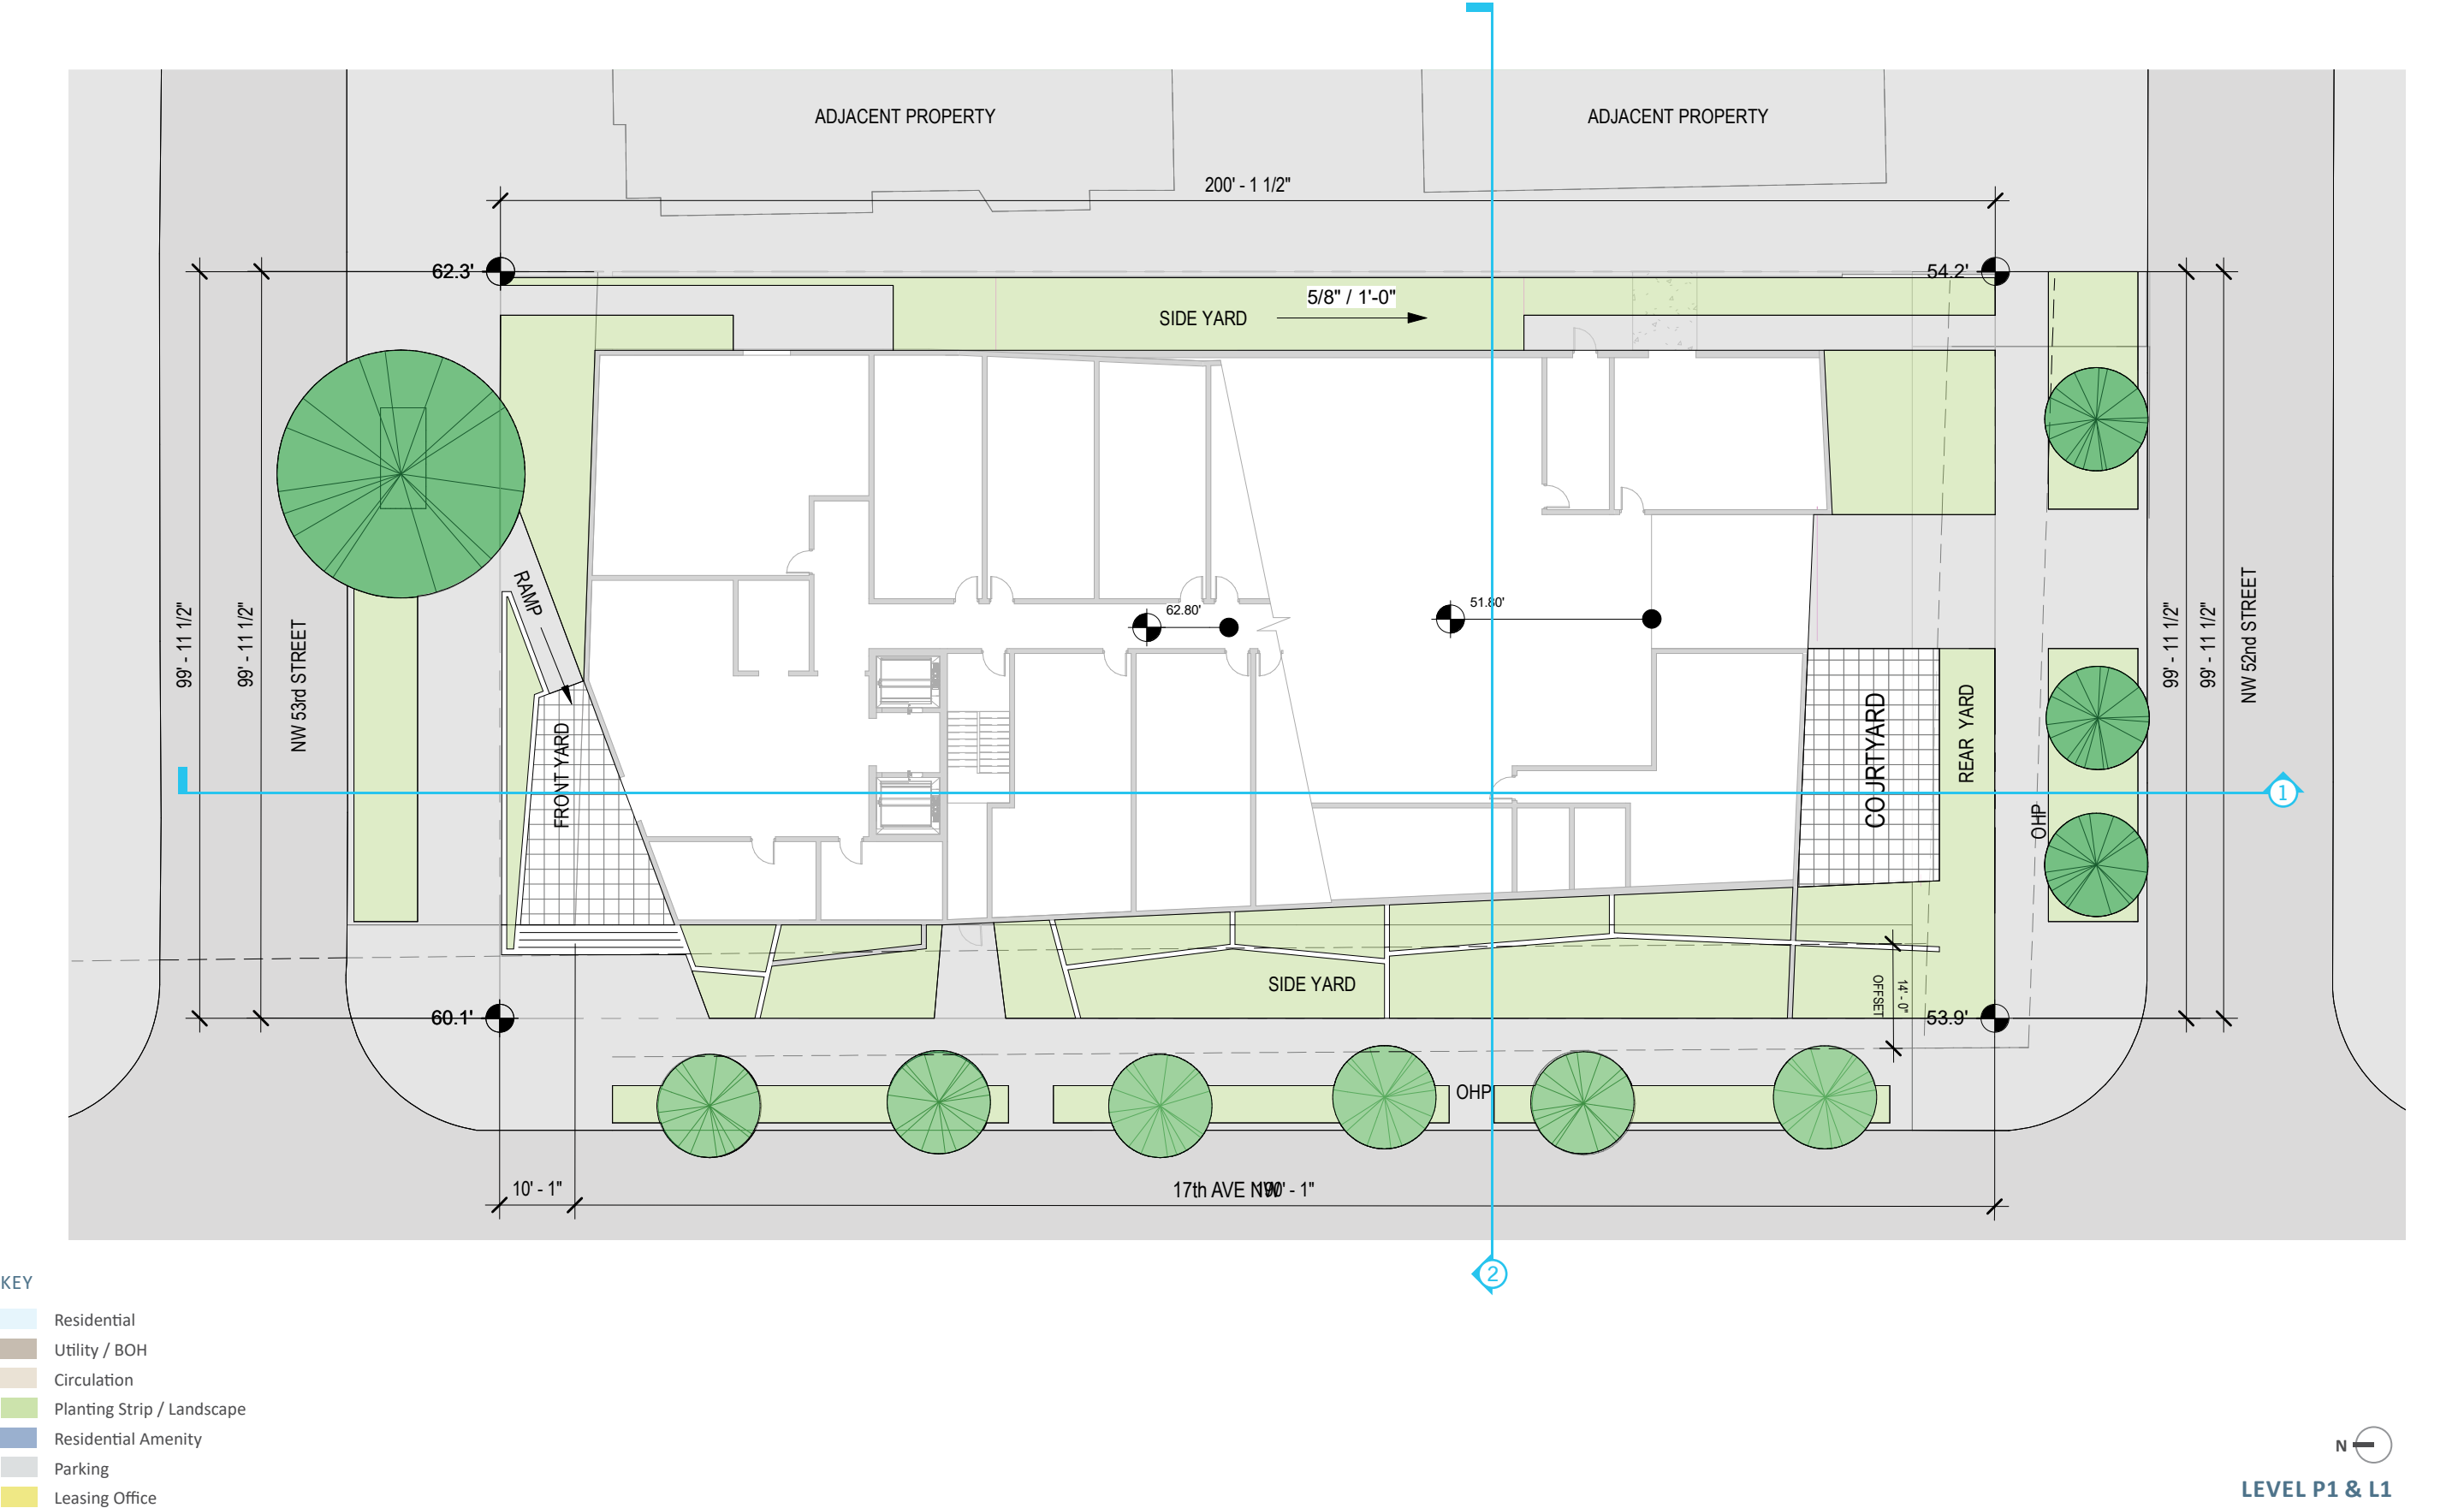 ADJACENT PROPERTY
ADJACENT PROPERTY
200' - 1 1/2"
62.3'
54.2'
5/8" / 1'-0"
SIDE YARD
99' - 11 1/2"
99' - 11 1/2"
NW 53rd STREET
RAMP
FRONT YARD
62.80'
51.80'
COURTYARD
REAR YARD
OHP
99' - 11 1/2"
99' - 11 1/2"
NW 52nd STREET
1
SIDE YARD
OFFSET
14' - 0"
60.1'
53.9'
OHP
10' - 1"
17th AVE NW
190' - 1"
2
KEY
Residential
Utility / BOH
Circulation
Planting Strip / Landscape
Residential Amenity
Parking
Leasing Office
N
LEVEL P1 & L1